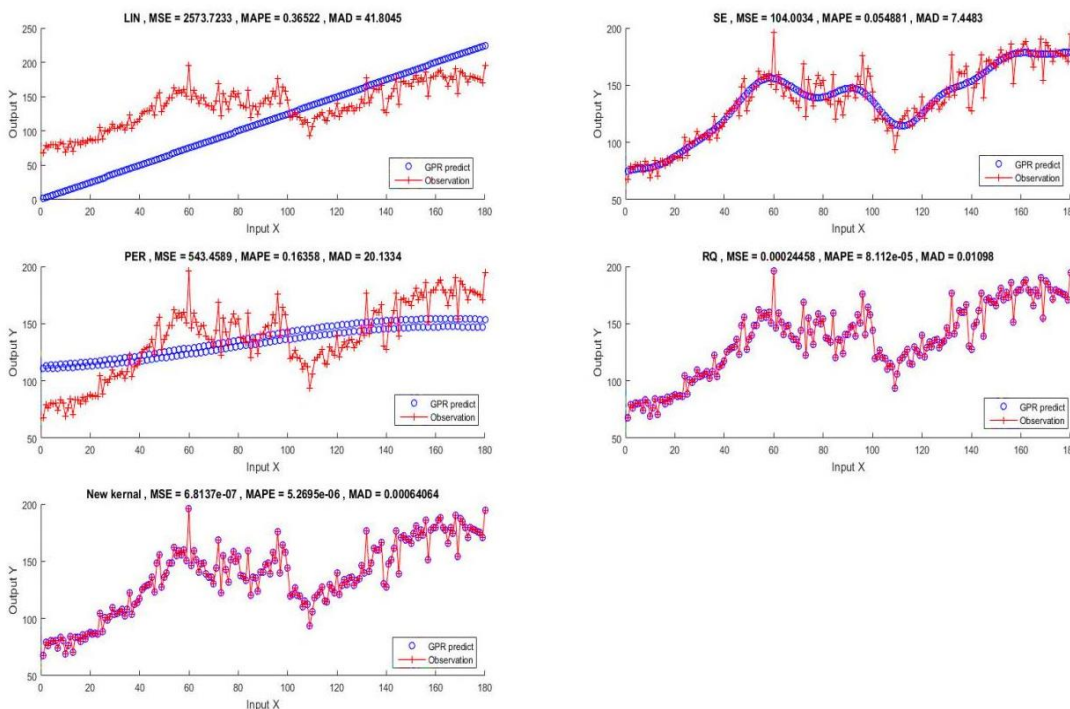 LIN , MSE = 2573.7233 , MAPE = 0.36522 , MAD = 41.8045
250
200
150
100
50
0
Output Y
0 20 40 60 80 100 120 140 160 180
Input X
GPR predict
Observation
SE , MSE = 104.0034 , MAPE = 0.054881 , MAD = 7.4483
200
150
100
50
Output Y
0 20 40 60 80 100 120 140 160 180
Input X
GPR predict
Observation
PER , MSE = 543.4589 , MAPE = 0.16358 , MAD = 20.1334
200
150
100
50
Output Y
0 20 40 60 80 100 120 140 160 180
Input X
GPR predict
Observation
RQ , MSE = 0.00024458 , MAPE = 8.112e-05 , MAD = 0.01098
200
150
100
50
Output Y
0 20 40 60 80 100 120 140 160 180
Input X
GPR predict
Observation
New kernal , MSE = 6.8137e-07 , MAPE = 5.2695e-06 , MAD = 0.00064064
200
150
100
50
Output Y
0 20 40 60 80 100 120 140 160 180
Input X
GPR predict
Observation